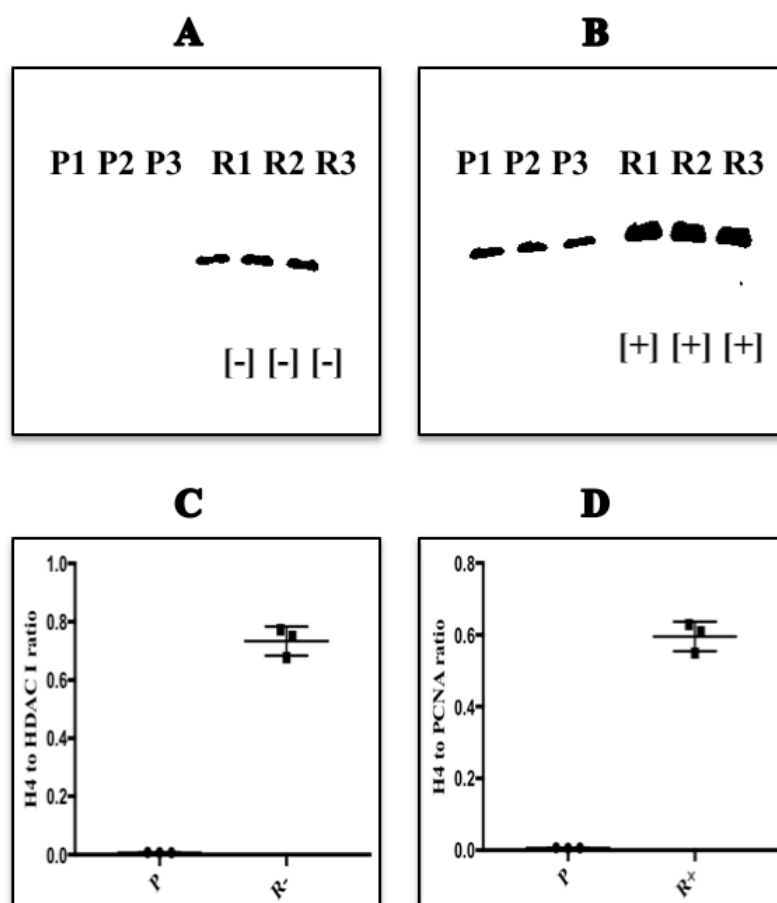 A
P1 P2 P3 R1 R2 R3
[-] [-] [-]
B
P1 P2 P3 R1 R2 R3
[+] [+] [+]
C
H4 to HDAC 1 ratio
1.0
0.8
0.6
0.4
0.2
0.0
P
R-
D
H4 to PCNA ratio
0.8
0.6
0.4
0.2
0.0
P
R+